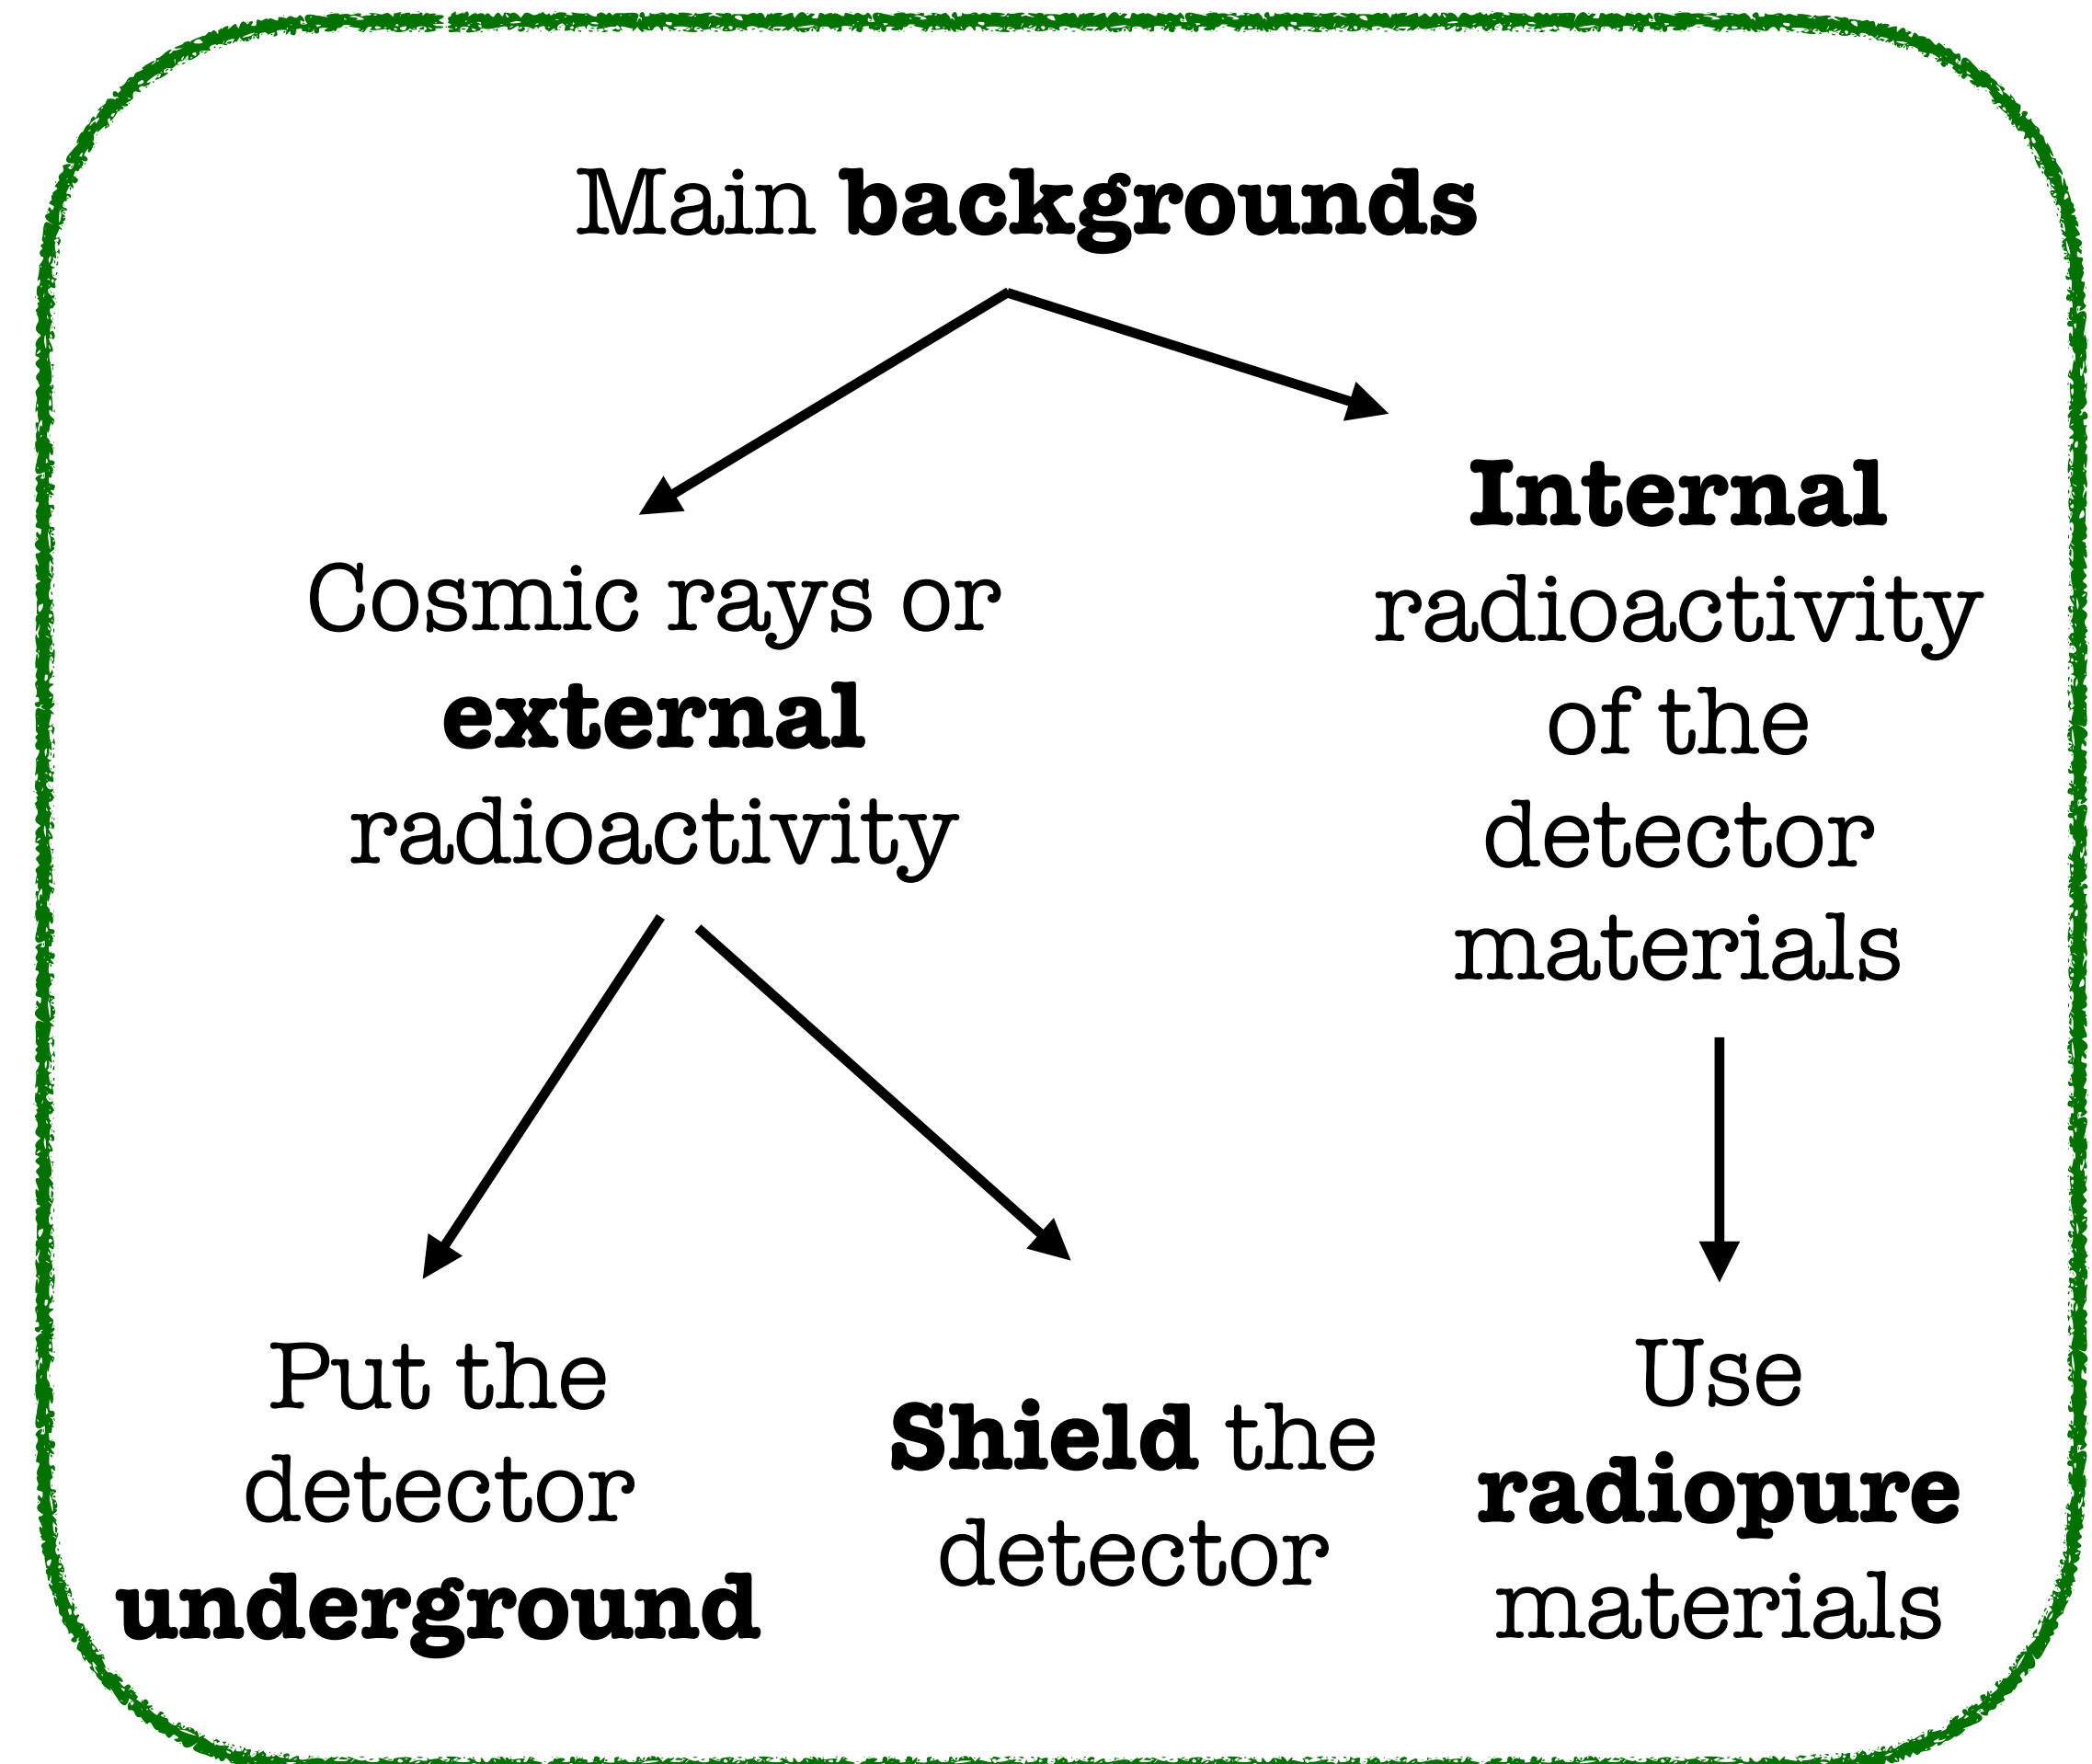 Main backgrounds
Cosmic rays or
external
radioactivity
Internal
radioactivity
of the
detector
materials
Put the
detector
underground
Shield the
detector
Use
radiopure
materials